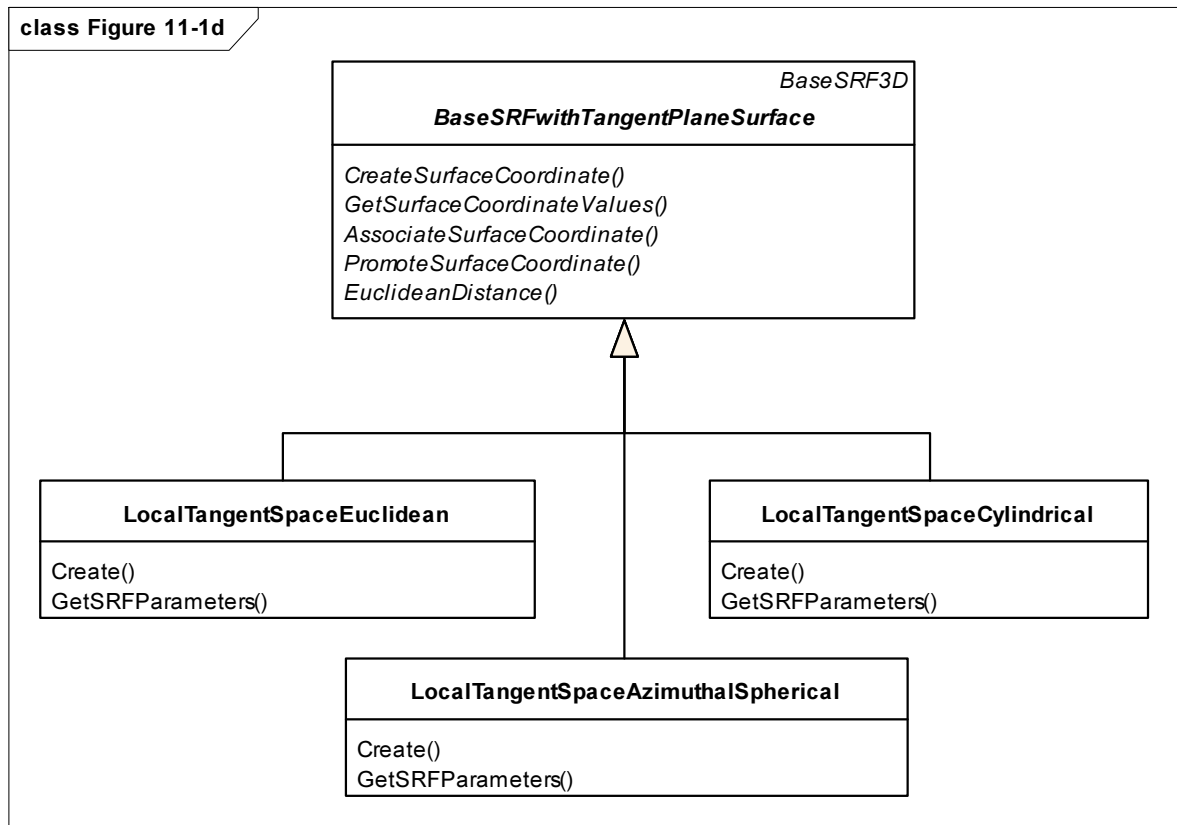 class Figure 11-1d
BaseSRF3D
BaseSRFwithTangentPlaneSurface
CreateSurfaceCoordinate()
GetSurfaceCoordinateValues()
AssociateSurfaceCoordinate()
PromoteSurfaceCoordinate()
EuclideanDistance()
LocalTangentSpaceEuclidean
Create()
GetSRFParameters()
LocalTangentSpaceCylindrical
Create()
GetSRFParameters()
LocalTangentSpaceAzimuthalSpherical
Create()
GetSRFParameters()